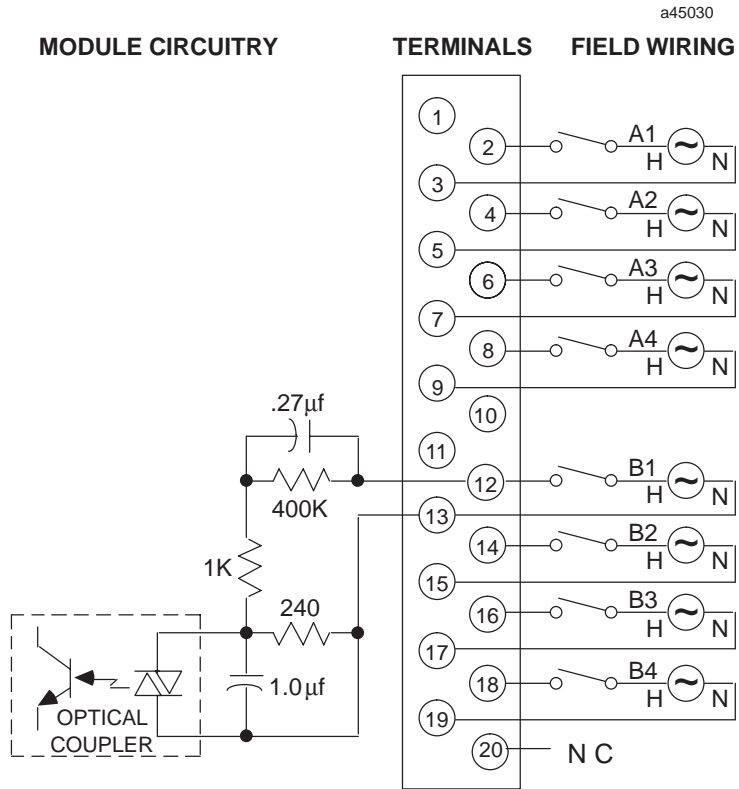 a45030
MODULE CIRCUITRY TERMINALS FIELD WIRING
1
2 A1 ~
H N
3
4 A2 ~
H N
5
6 A3 ~
H N
7
8 A4 ~
H N
9
.27µf
10
11
12 B1 ~
H N
400K
13
14 B2 ~
H N
1K
15
240
16 B3 ~
H N
17
18 B4 ~
H N
1.0µf
19
OPTICAL
COUPLER
20 N C